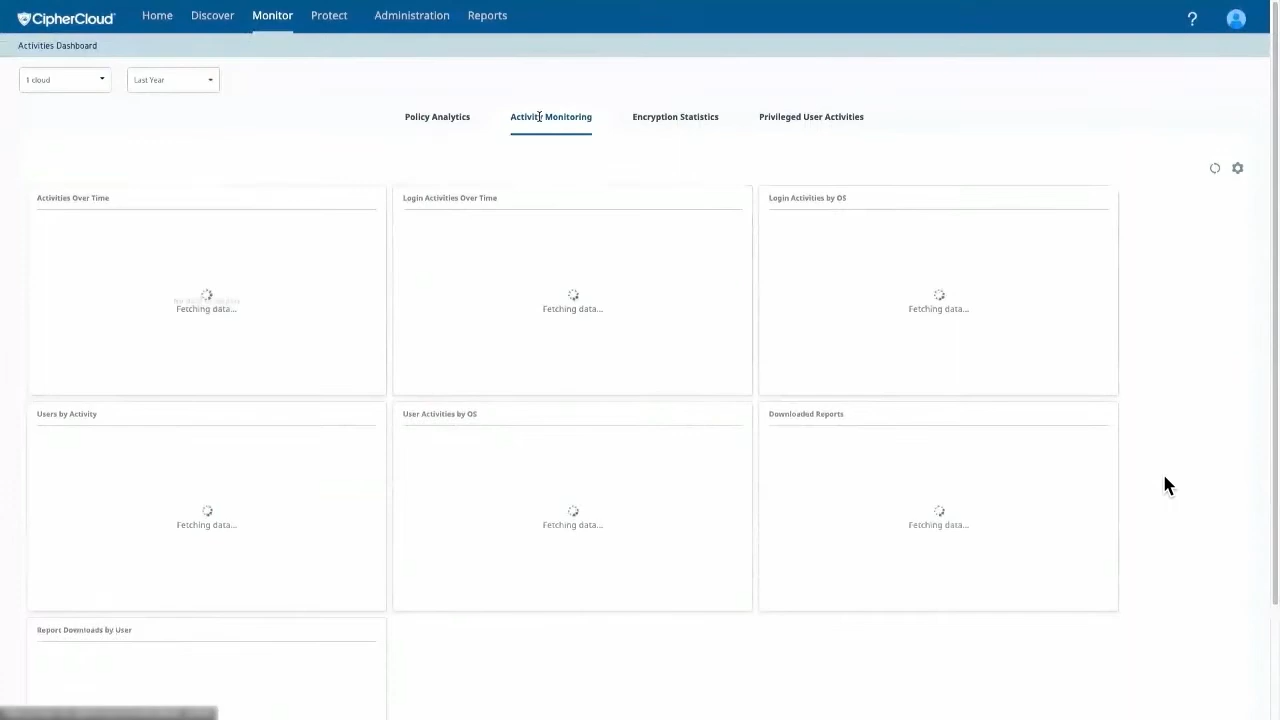 CipherCloud Home Discover Monitor Protect Administration Reports ?
Activities Dashboard
1 cloud Last Year
Policy Analytics Activity Monitoring Encryption Statistics Privileged User Activities
Activities Over Time Login Activities Over Time Login Activities by OS
Fetching data... Fetching data... Fetching data...
Users by Activity User Activities by OS Downloaded Reports
Fetching data... Fetching data... Fetching data...
Report Downloads by User